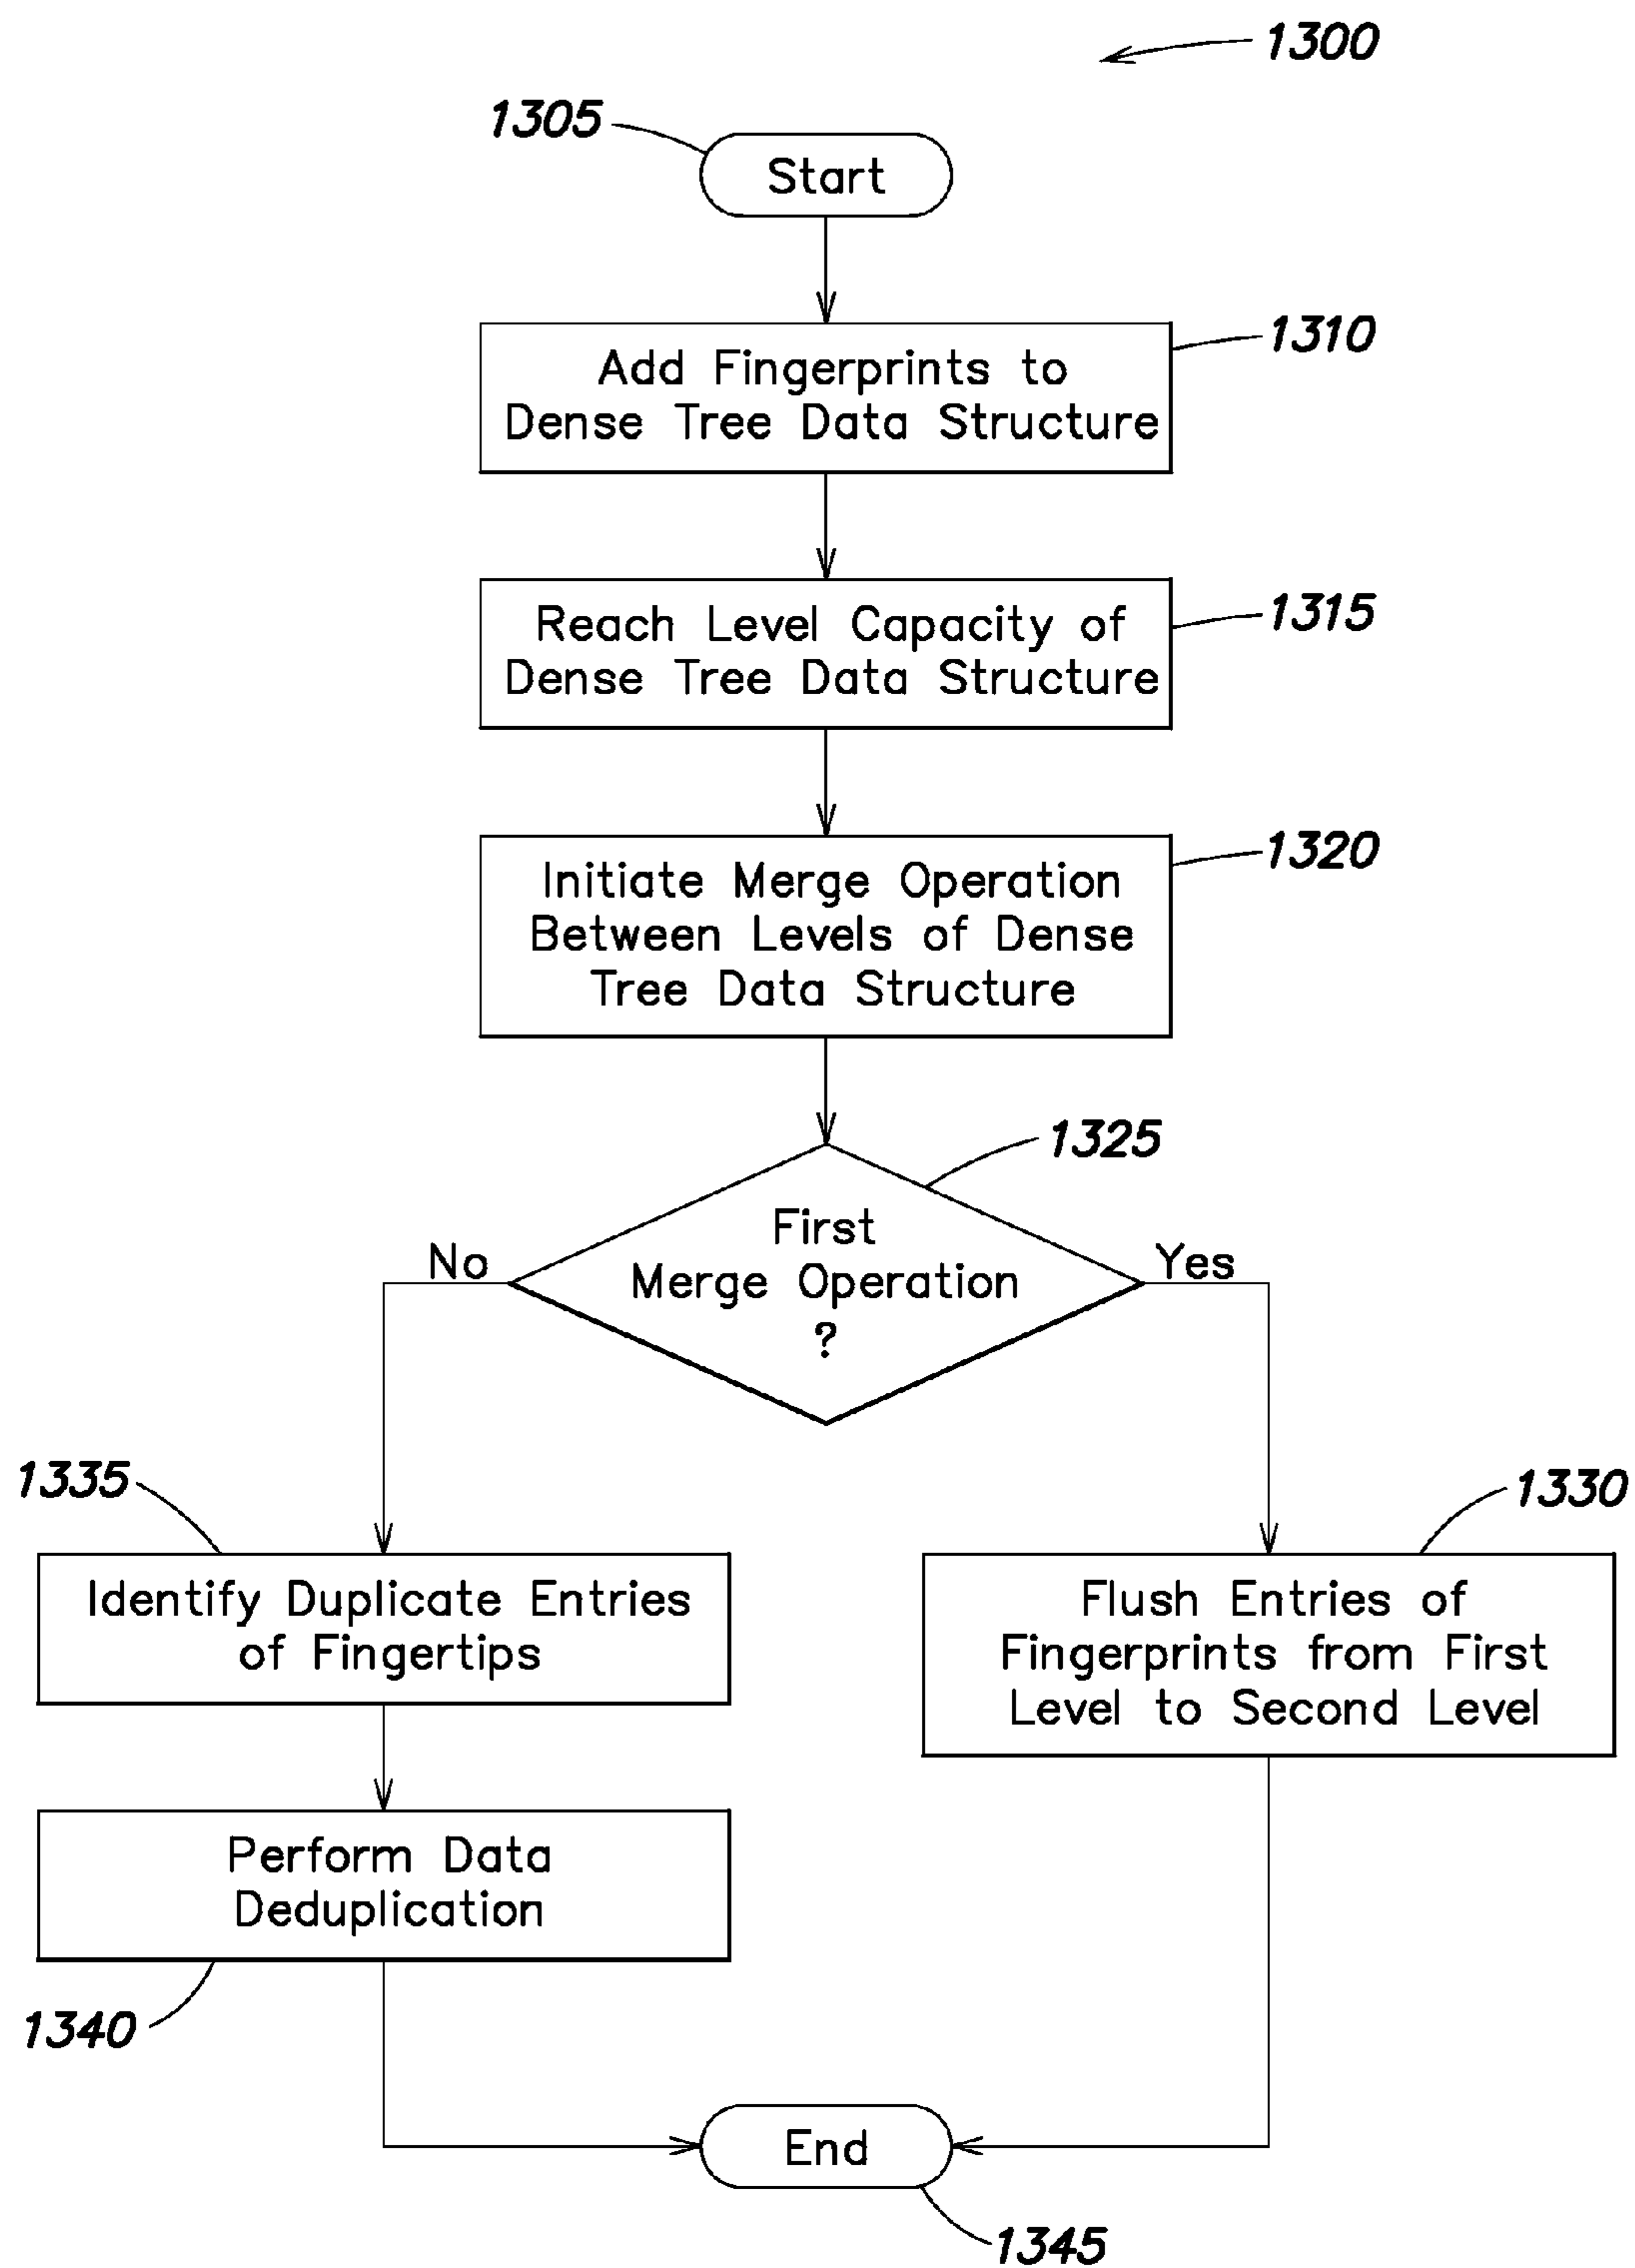 1300
1305
Start
1310
Add Fingerprints to
Dense Tree Data Structure
1315
Reach Level Capacity of
Dense Tree Data Structure
1320
Initiate Merge Operation
Between Levels of Dense
Tree Data Structure
1325
First
Merge Operation
?
No
Yes
1335
Identify Duplicate Entries
of Fingertips
1330
Flush Entries of
Fingerprints from First
Level to Second Level
Perform Data
Deduplication
1340
End
1345